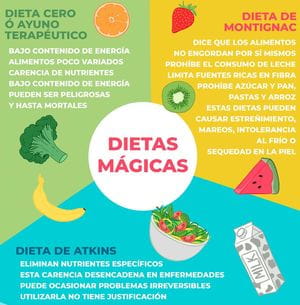 DIETA CERO
Ó AYUNO
TERAPÉUTICO
BAJO CONTENIDO DE ENERGÍA
ALIMENTOS POCO VARIADOS
CARENCIA DE NUTRIENTES
BAJO CONTENIDO DE ENERGÍA
PUEDEN SER PELIGROSAS
Y HASTA MORTALES
DIETA DE
MONTIGNAC
DICE QUE LOS ALIMENTOS
NO ENGORDAN POR SÍ MISMOS
PROHÍBE EL CONSUMO DE LECHE
LIMITA FUENTES RICAS EN FIBRA
PROHÍBE AZÚCAR Y PAN,
PASTAS Y ARROZ
ESTAS DIETAS PUEDEN
CAUSAR ESTREÑIMIENTO,
MAREOS, INTOLERANCIA
AL FRÍO O
SEQUEDAD EN LA PIEL
DIETAS
MÁGICAS
DIETA DE ATKINS
ELIMINAN NUTRIENTES ESPECÍFICOS
ESTA CARENCIA DESENCADENA EN ENFERMEDADES
PUEDE OCASIONAR PROBLEMAS IRREVERSIBLES
UTILIZARLA NO TIENE JUSTIFICACIÓN
MILK